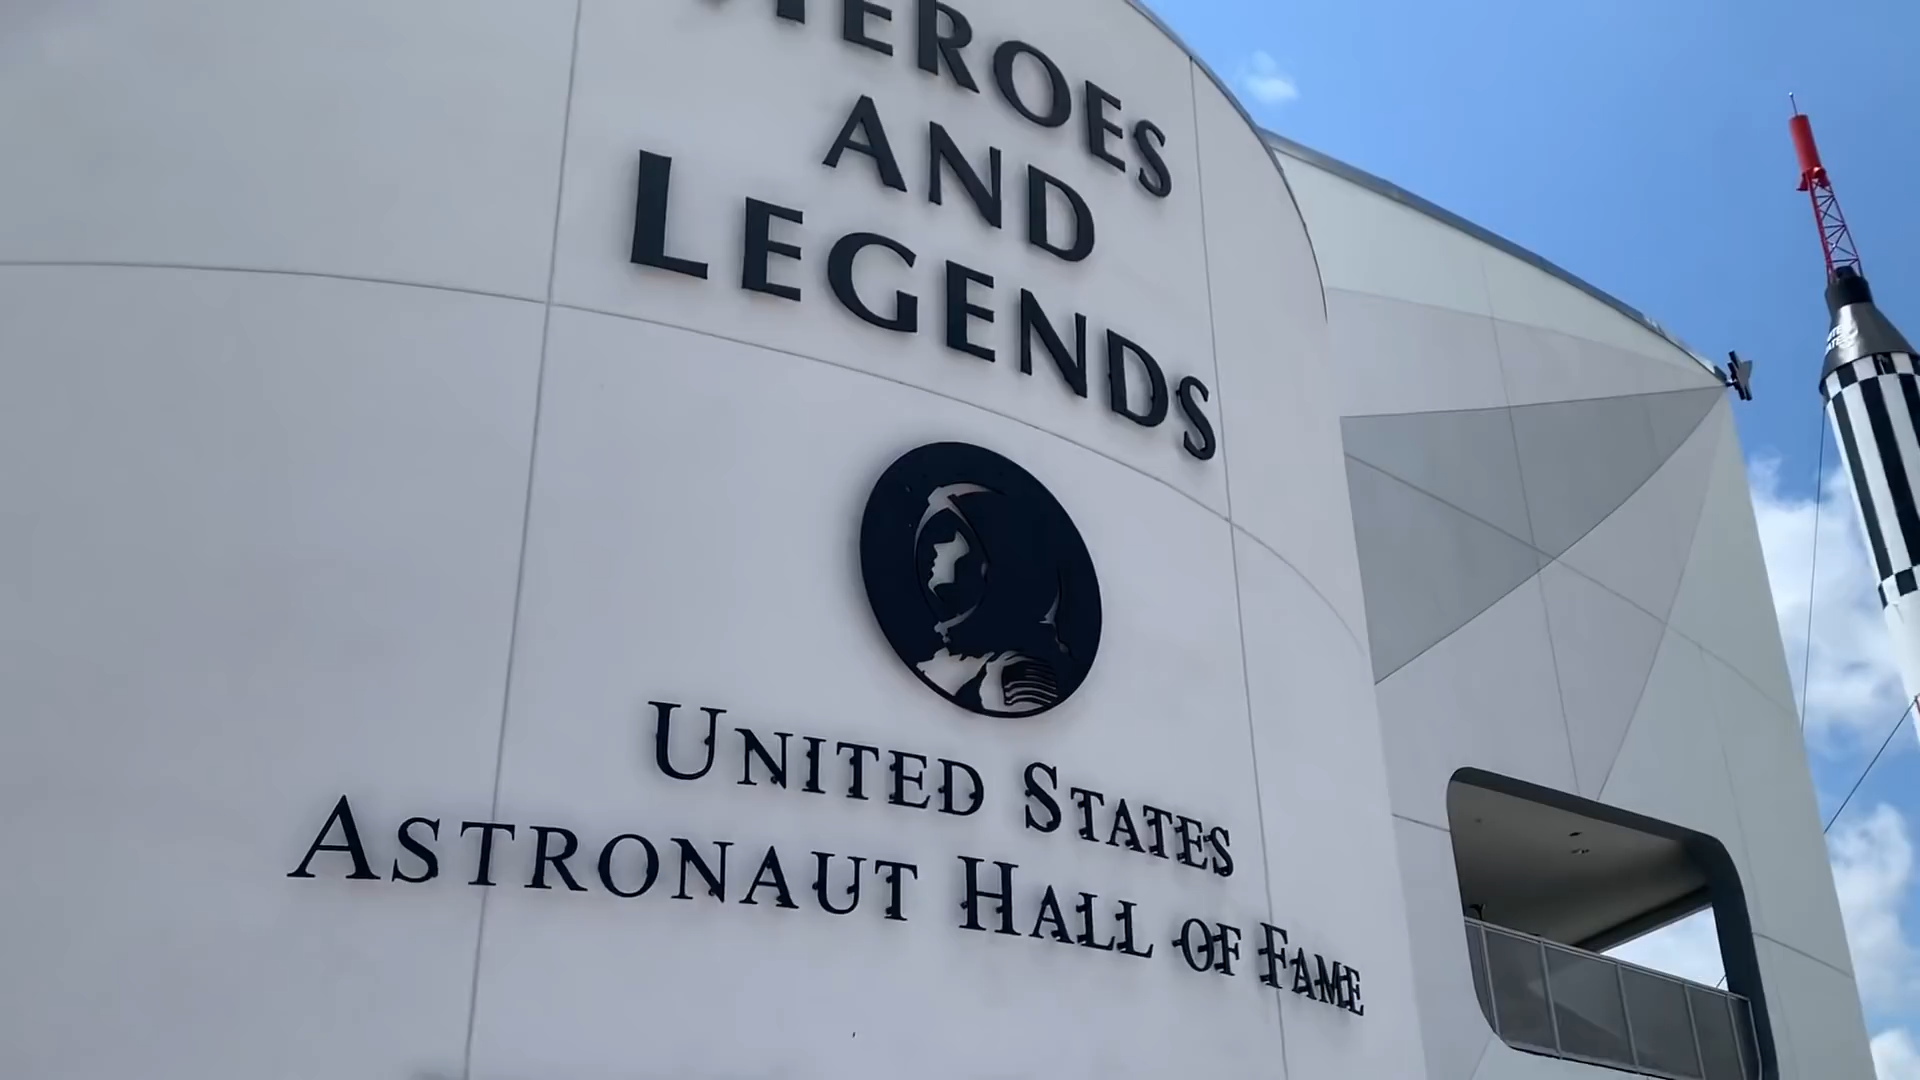 HEROES
AND
LEGENDS
UNITED STATES
ASTRONAUT HALL OF FAME